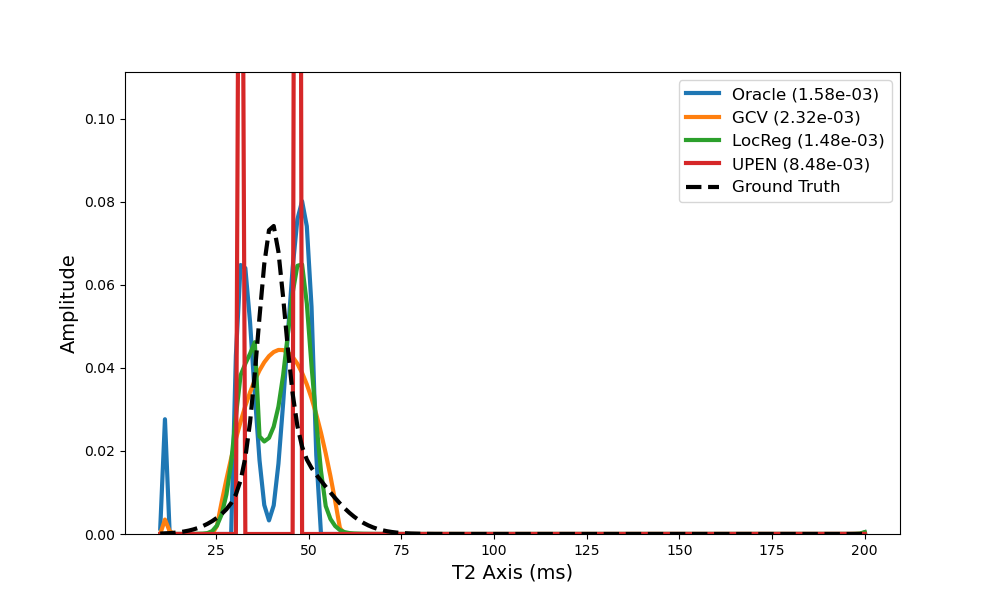 Oracle (1.58e-03)
GCV (2.32e-03)
LocReg (1.48e-03)
UPEN (8.48e-03)
Ground Truth
Amplitude
0.10
0.08
0.06
0.04
0.02
0.00
25 50 75 100 125 150 175 200
T2 Axis (ms)